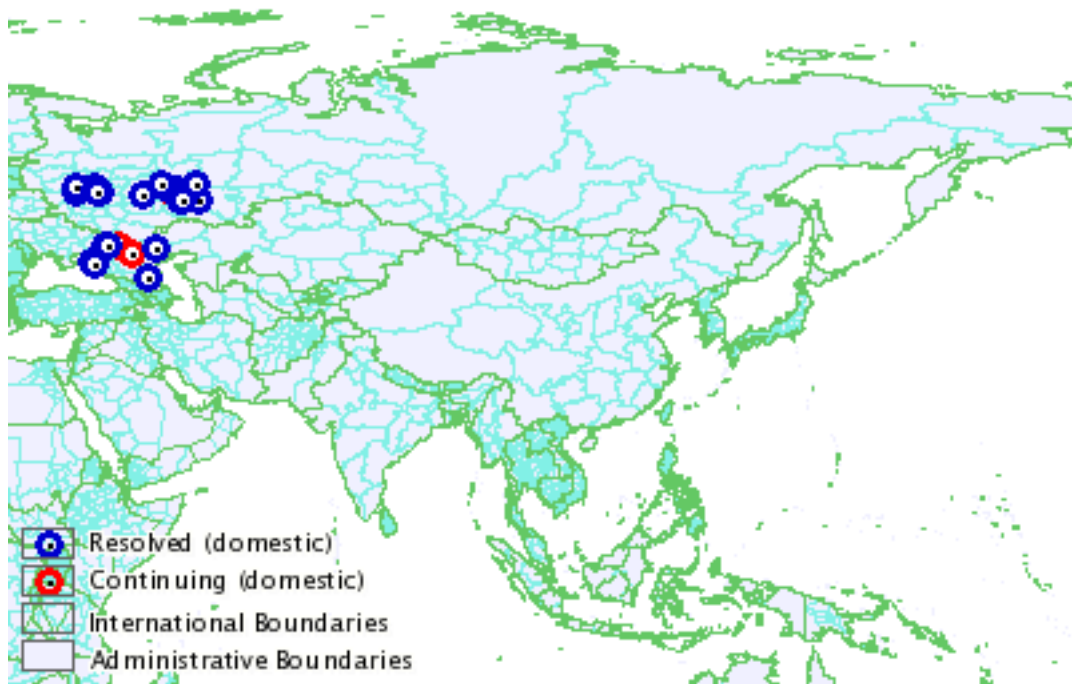 Resolved (domestic)
Continuing (domestic)
International Boundaries
Administrative Boundaries